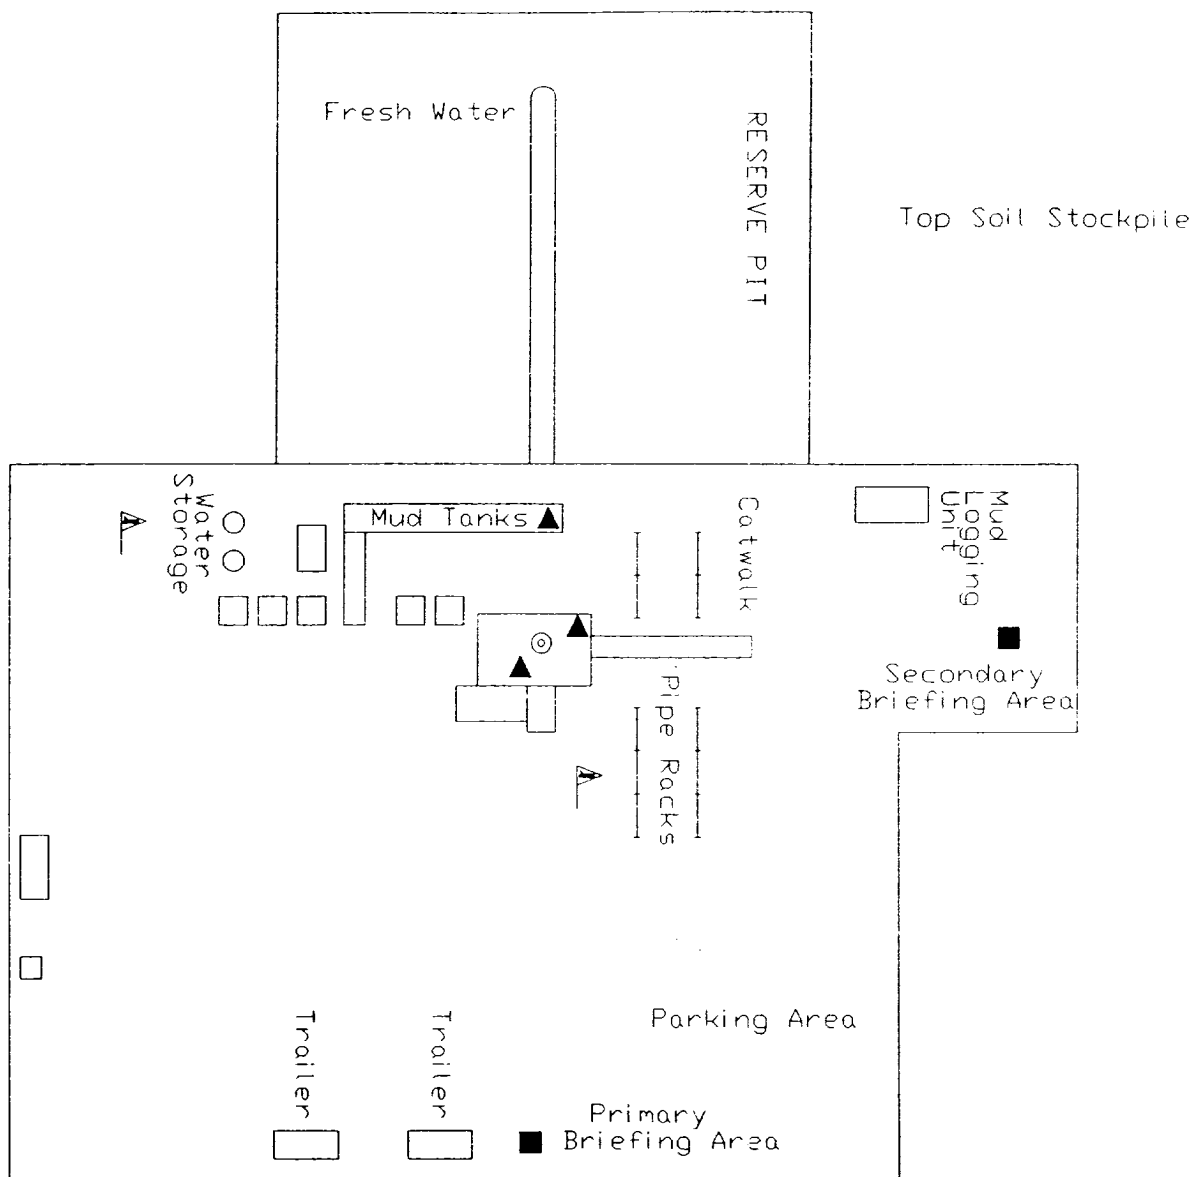 Fresh Water
RESERVE PIT
Top Soil Stockpile
Water
Storage
Mud Tanks
Catwalk
Mud
Logging
Unit
Secondary
Briefing Area
Pipe Racks
Parking Area
Trailer
Trailer
Primary
Briefing Area